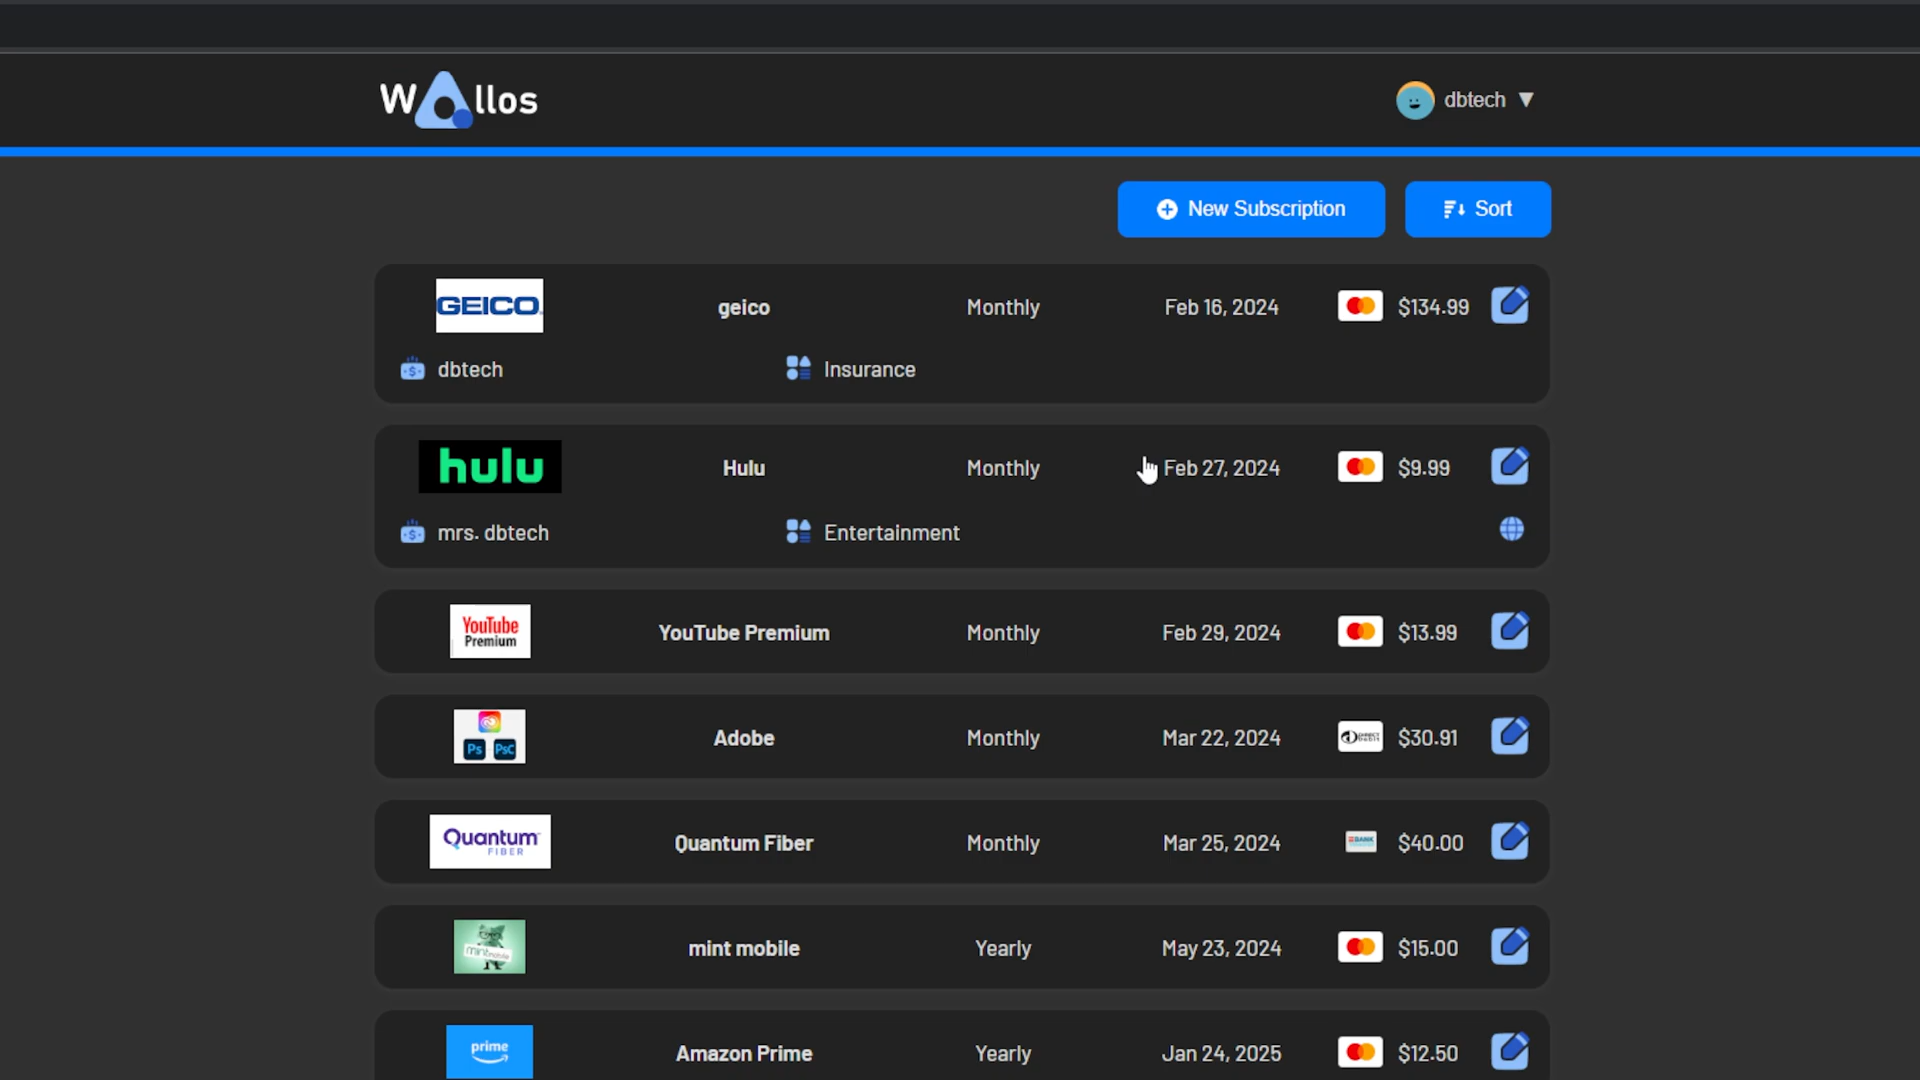 Wallos
dbtech ▼
New Subscription
Sort
GEICO geico Monthly Feb 16, 2024 $134.99
dbtech Insurance
hulu Hulu Monthly Feb 27, 2024 $9.99
mrs. dbtech Entertainment
YouTube
Premium
YouTube Premium Monthly Feb 29, 2024 $13.99
Ps PsC
Adobe Monthly Mar 22, 2024 $30.91
Quantum
FIBER
Quantum Fiber Monthly Mar 25, 2024 BANK $40.00
mint mobile Yearly May 23, 2024 $15.00
prime Amazon Prime Yearly Jan 24, 2025 $12.50